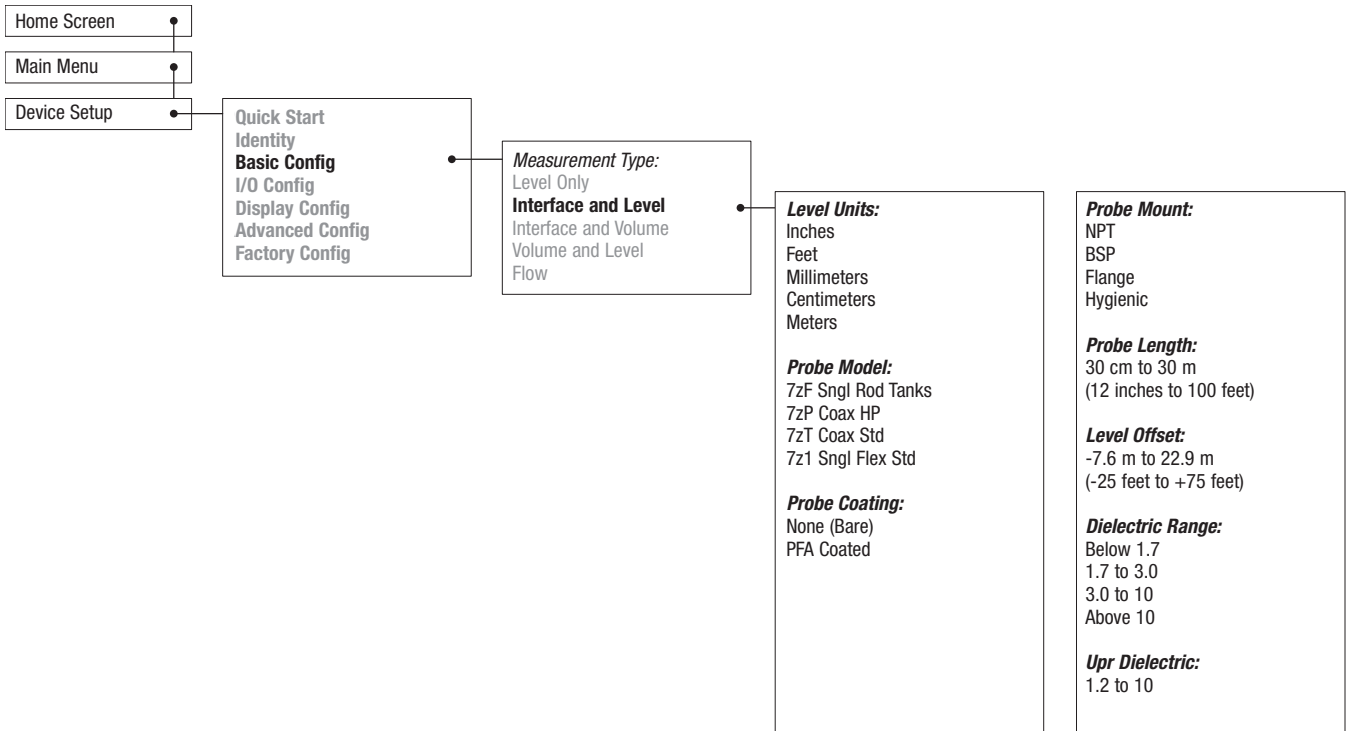 Home Screen
Main Menu
Device Setup
Quick Start
Identity
Basic Config
I/O Config
Display Config
Advanced Config
Factory Config
Measurement Type:
Level Only
Interface and Level
Interface and Volume
Volume and Level
Flow
Level Units:
Inches
Feet
Millimeters
Centimeters
Meters
Probe Model:
7zF Sngl Rod Tanks
7zP Coax HP
7zT Coax Std
7z1 Sngl Flex Std
Probe Coating:
None (Bare)
PFA Coated
Probe Mount:
NPT
BSP
Flange
Hygienic
Probe Length:
30 cm to 30 m
(12 inches to 100 feet)
Level Offset:
-7.6 m to 22.9 m
(-25 feet to +75 feet)
Dielectric Range:
Below 1.7
1.7 to 3.0
3.0 to 10
Above 10
Upr Dielectric:
1.2 to 10